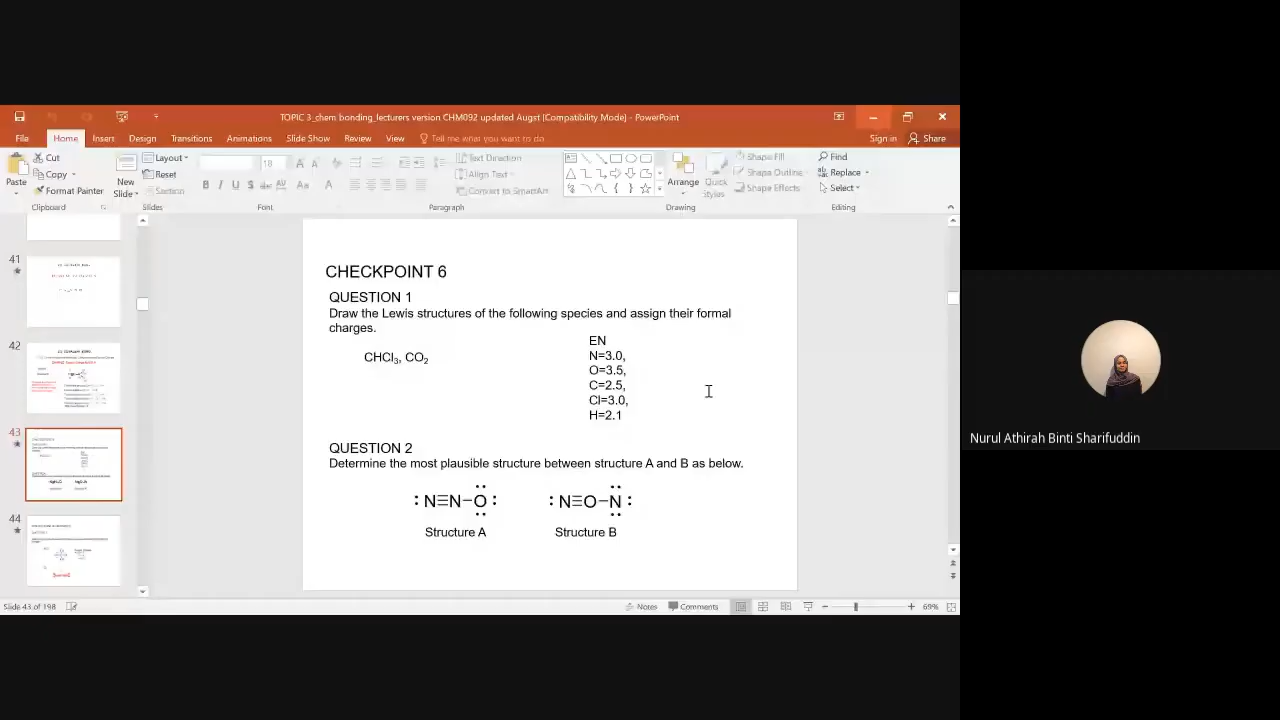 TOPIC 3_chem bonding_lecturers version CHM092 updated Augst (Compatibility Mode) - PowerPoint
File Home Insert Design Transitions Animations Slide Show Review View Tell me what you want to do Sign in Share
Paste
Cut
Copy
Format Painter
Clipboard
New Slide
Layout
Reset
Section
Slides
18
B I U S abc AV Aa A
Font
Text Direction
Align Text
Convert to SmartArt
Paragraph
Arrange
Quick Styles
Shape Fill
Shape Outline
Shape Effects
Drawing
Find
Replace
Select
Editing
41
42
43
44
CHECKPOINT 6
QUESTION 1
Draw the Lewis structures of the following species and assign their formal
charges.
CHCl₃, CO₂
EN
N=3.0,
O=3.5,
C=2.5,
Cl=3.0,
H=2.1
QUESTION 2
Determine the most plausible structure between structure A and B as below.
:N≡N–O: :N≡O–N:
Structure A Structure B
Slide 43 of 198 Notes Comments 69%
Nurul Athirah Binti Sharifuddin